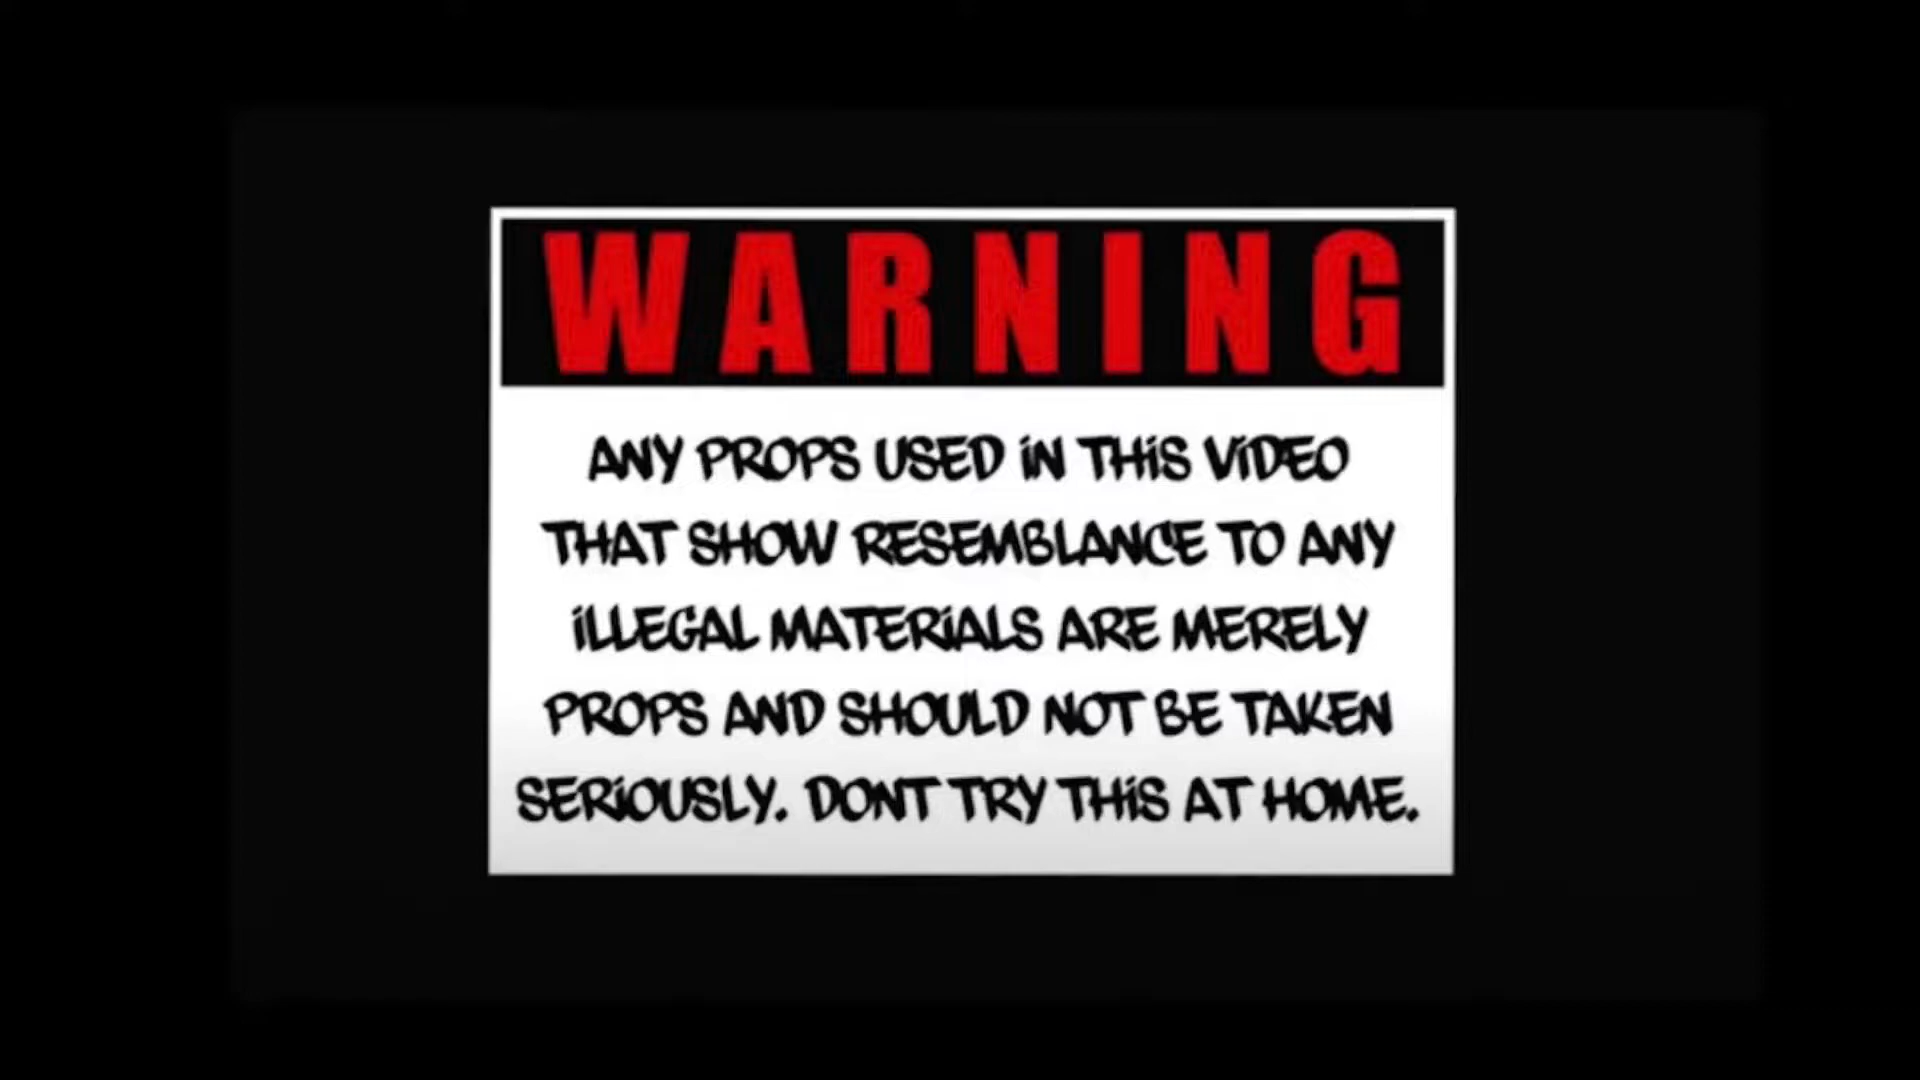 WARNING
ANY PROPS USED iN THiS ViDEO
THAT SHOW RESEMBLANCE TO ANY
iLLEGAL MATERiALS ARE MERELY
PROPS AND SHOULD NOT BE TAKEN
SERiOUSLY. DONT TRY THiS AT HOME.